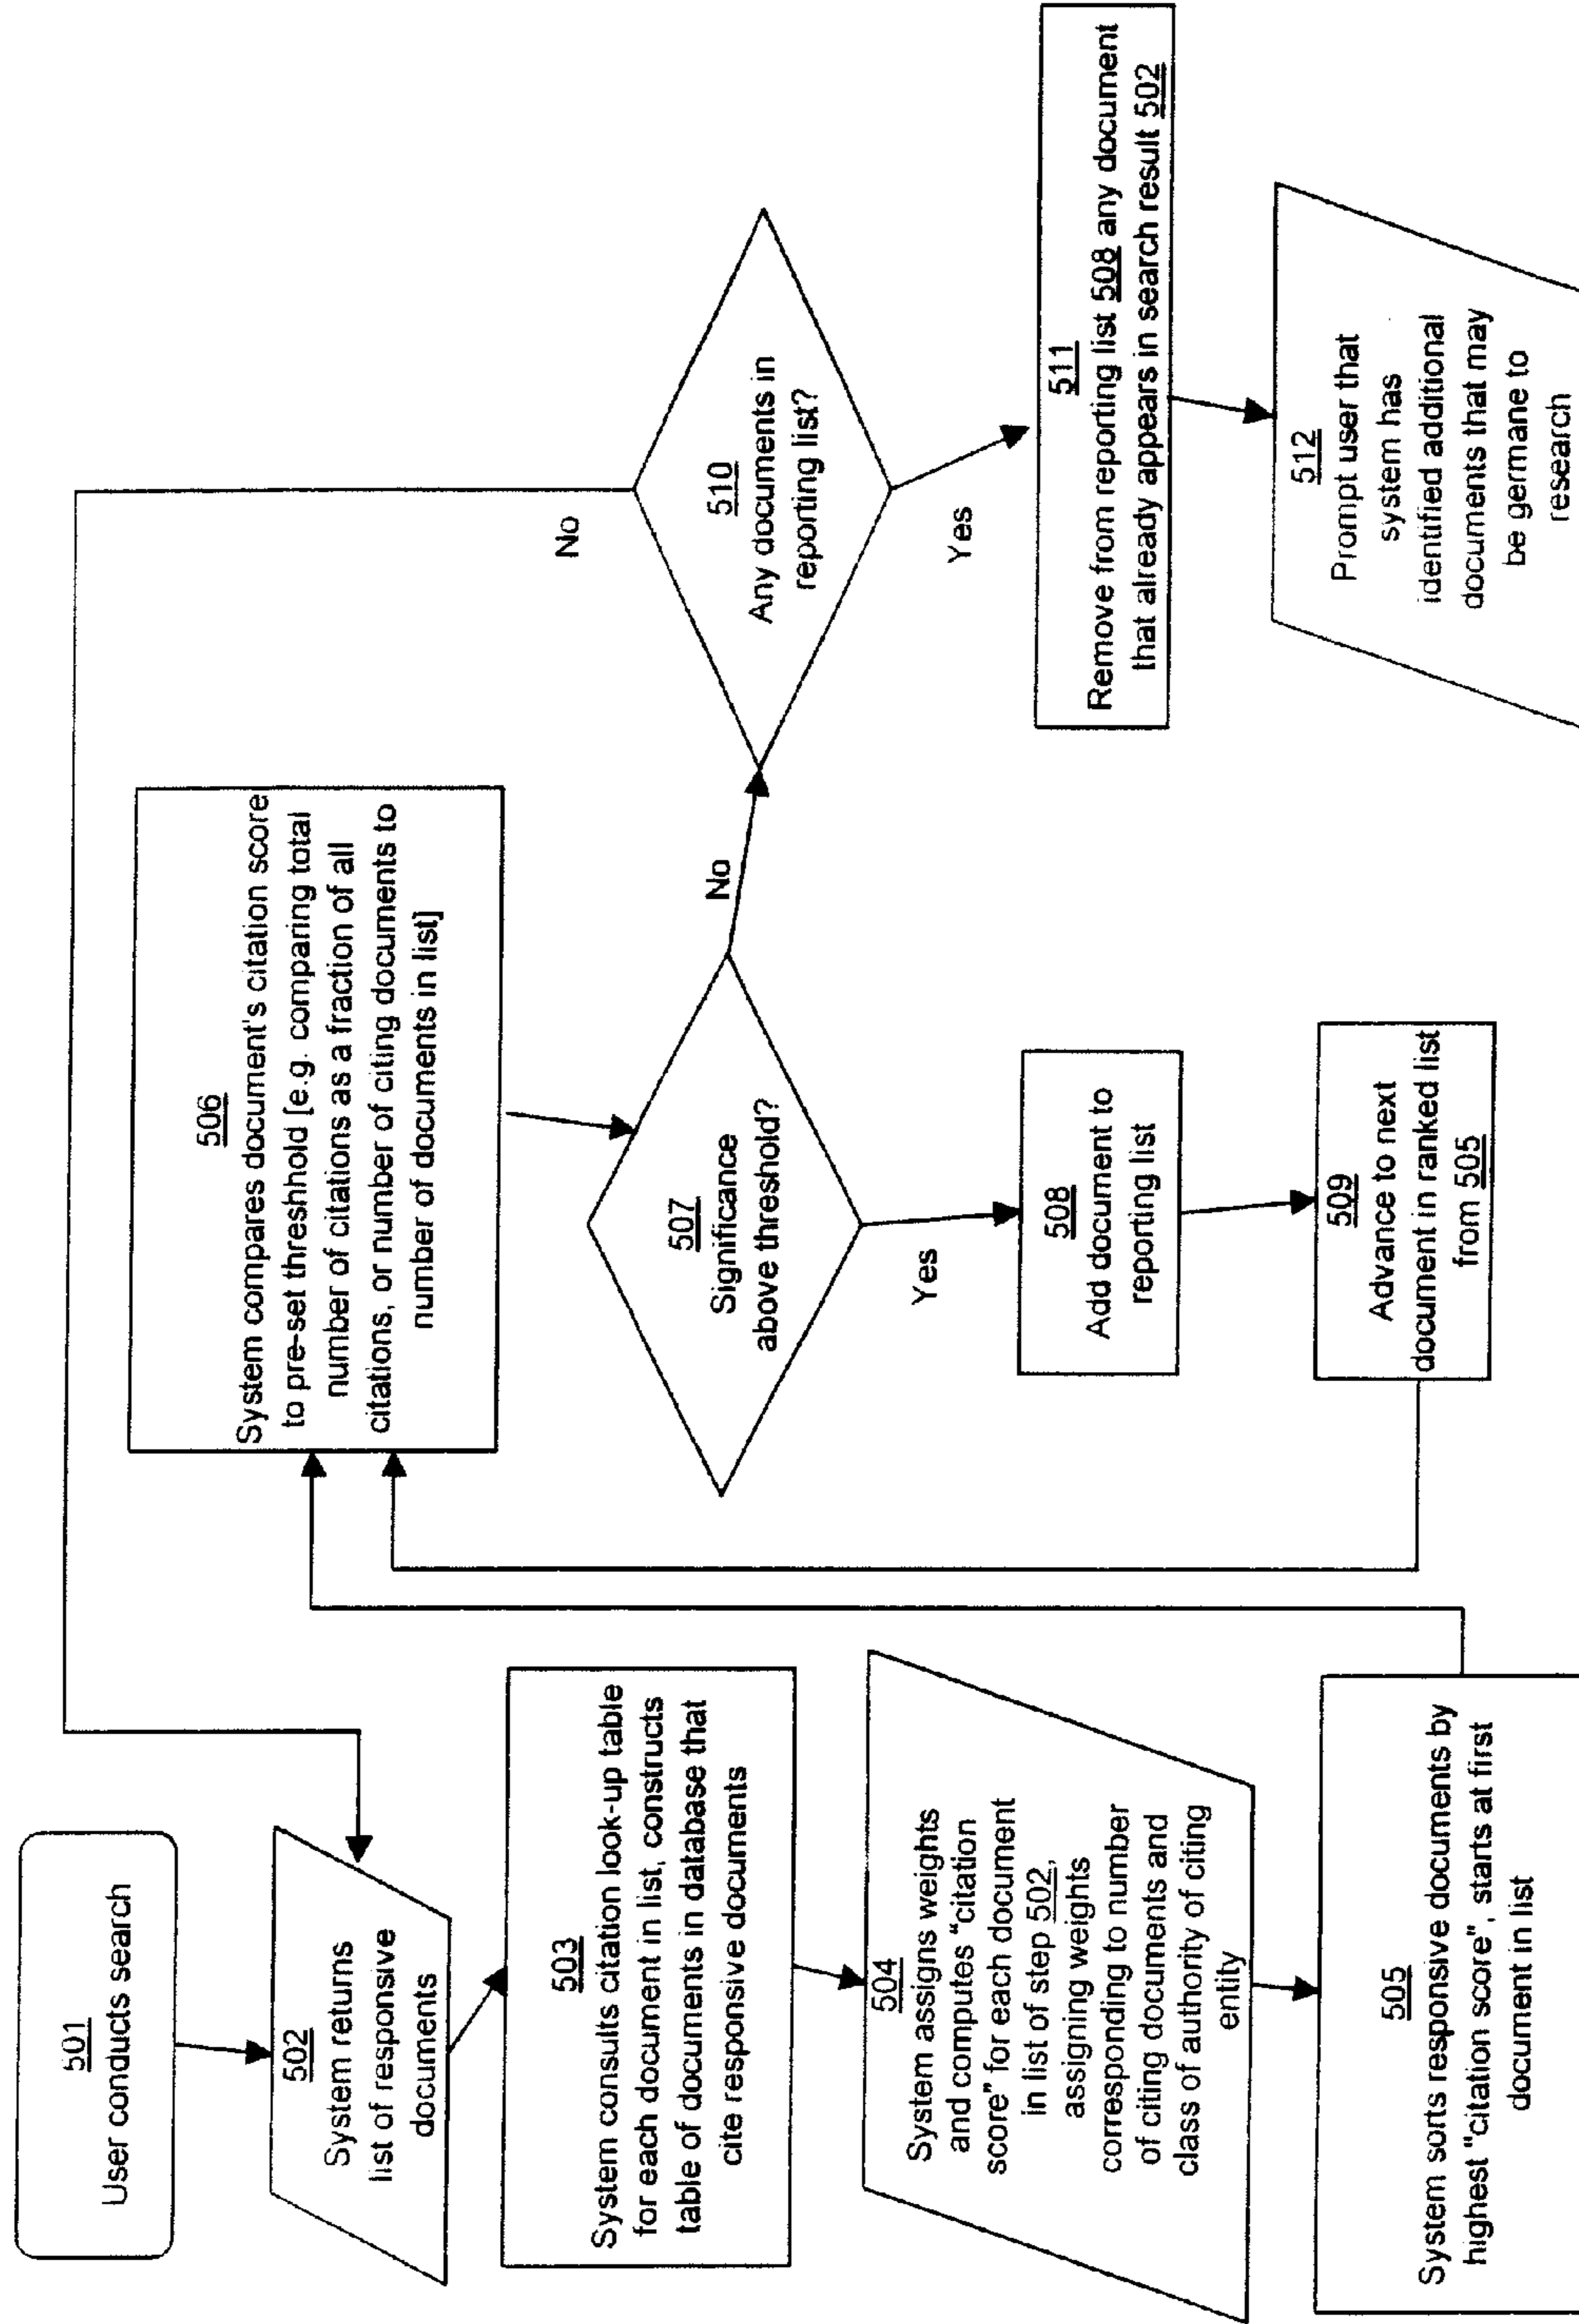 501
User conducts search
502
System returns
list of responsive
documents
503
System consults citation look-up table
for each document in list, constructs
table of documents in database that
cite responsive documents
504
System assigns weights
and computes "citation
score" for each document
in list of step 502,
assigning weights
corresponding to number
of citing documents and
class of authority of citing
entity
505
System sorts responsive documents by
highest "citation score", starts at first
document in list
506
System compares document's citation score
to pre-set threshhold [e.g. comparing total
number of citations as a fraction of all
citations, or number of citing documents to
number of documents in list]
507
Significance
above threshold?
No
Yes
508
Add document to
reporting list
509
Advance to next
document in ranked list
from 505
510
Any documents in
reporting list?
No
Yes
511
Remove from reporting list 508 any document
that already appears in search result 502
512
Prompt user that
system has
identified additional
documents that may
be germane to
research